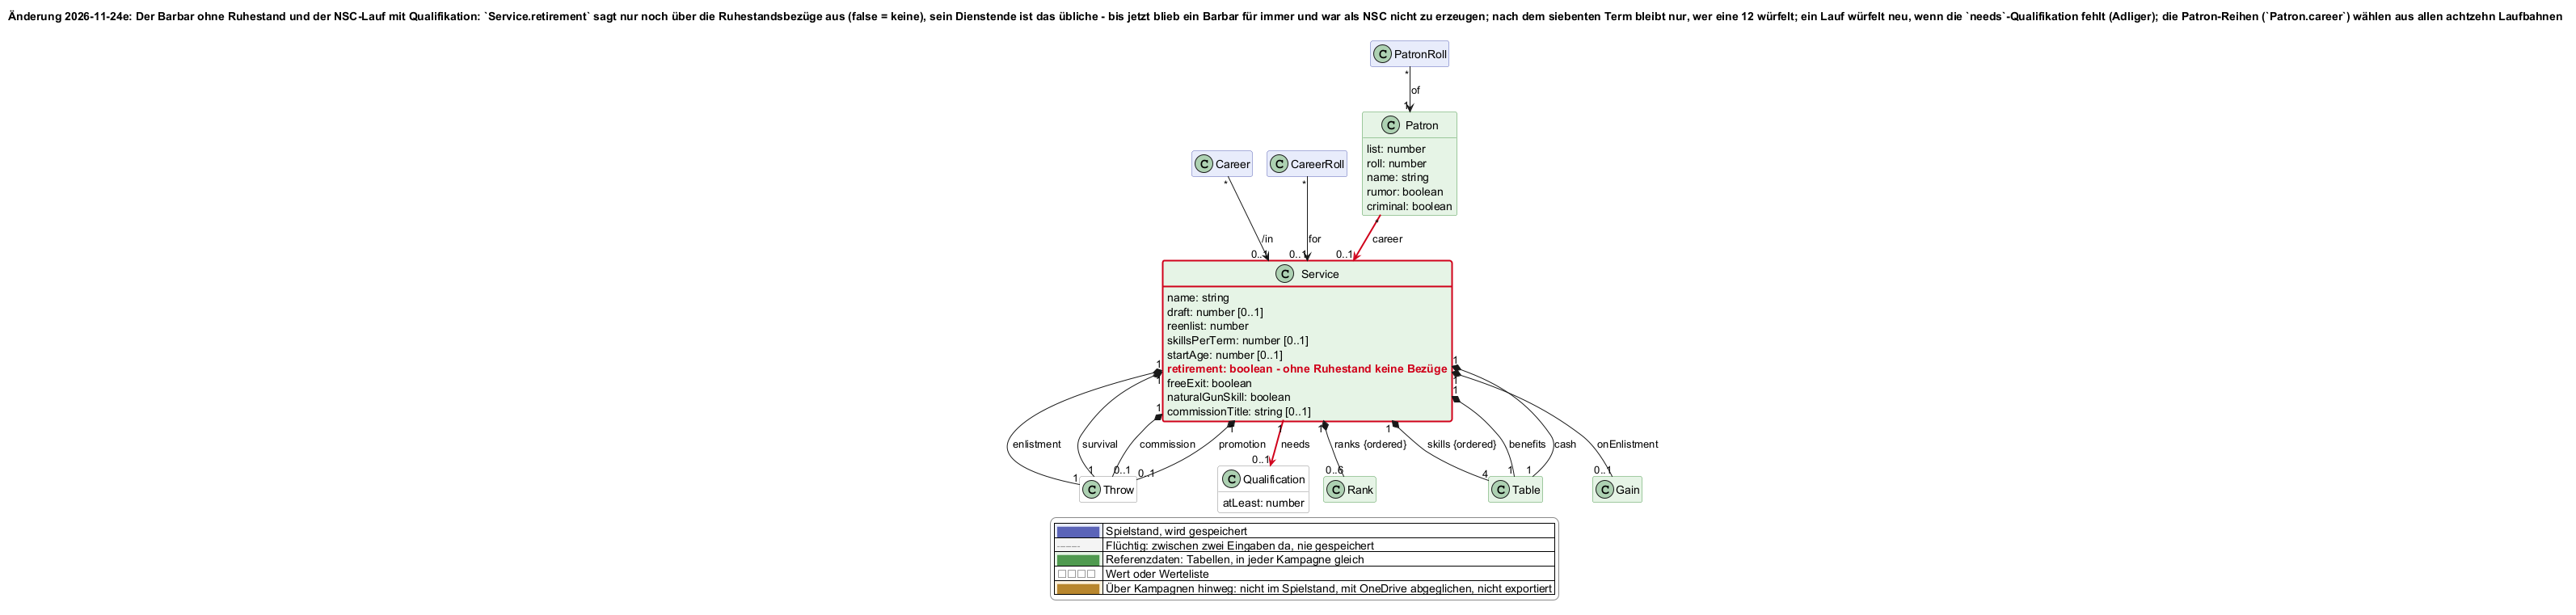 Änderung 2026-11-24e: Der Barbar ohne Ruhestand und der NSC-Lauf mit Qualifikation: `Service.retirement` sagt nur noch über die Ruhestandsbezüge aus (false = keine), sein Dienstende ist das übliche - bis jetzt blieb ein Barbar für immer und war als NSC nicht zu erzeugen; nach dem siebenten Term bleibt nur, wer eine 12 würfelt; ein Lauf würfelt neu, wenn die `needs`-Qualifikation fehlt (Adliger); die Patron-Reihen (`Patron.career`) wählen aus allen achtzehn Laufbahnen
C PatronRoll
*
of
1
C Patron
list: number
roll: number
name: string
rumor: boolean
criminal: boolean
C Career
C CareerRoll
* * *
/in for career
0..1 0..1 0..1
C Service
name: string
draft: number [0..1]
reenlist: number
skillsPerTerm: number [0..1]
startAge: number [0..1]
retirement: boolean - ohne Ruhestand keine Bezüge
freeExit: boolean
naturalGunSkill: boolean
commissionTitle: string [0..1]
1 1 1 1 1 1 1 1 1 1
enlistment survival commission promotion needs ranks {ordered} skills {ordered} benefits cash onEnlistment
1 1 0..1 0..1 0..1 0..6 4 1 1 0..1
C Throw
C Qualification
atLeast: number
C Rank
C Table
C Gain
Spielstand, wird gespeichert
Flüchtig: zwischen zwei Eingaben da, nie gespeichert
Referenzdaten: Tabellen, in jeder Kampagne gleich
Wert oder Werteliste
Über Kampagnen hinweg: nicht im Spielstand, mit OneDrive abgeglichen, nicht exportiert